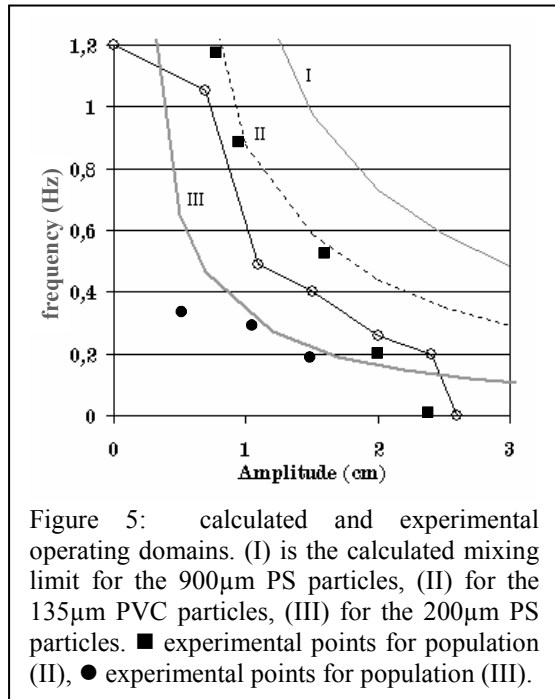 1,2
1
0,8
0,6
0,4
0,2
0
frequency (Hz)
I
II
III
0 1 2 3
Amplitude (cm)
Figure 5: calculated and experimental
operating domains. (I) is the calculated mixing
limit for the 900µm PS particles, (II) for the
135µm PVC particles, (III) for the 200µm PS
particles. ■ experimental points for population
(II), ● experimental points for population (III).